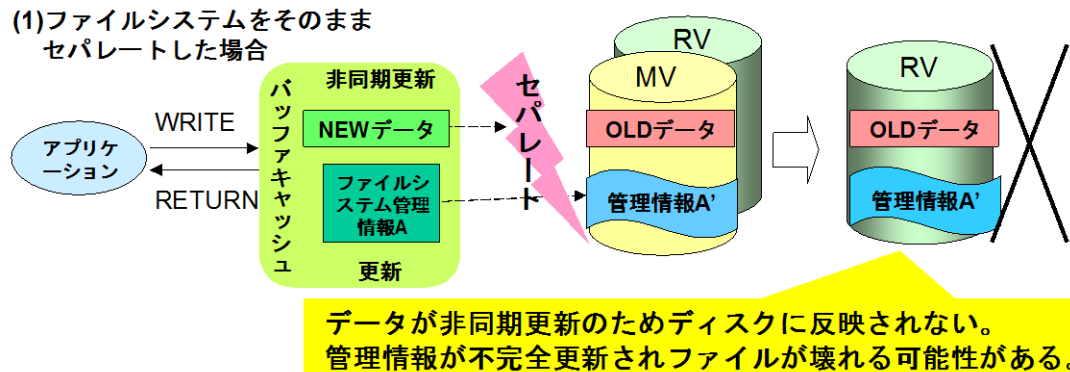 (1)ファイルシステムをそのまま
セパレートした場合
アプリケ
ーション
WRITE
RETURN
バッファキャッシュ
非同期更新
NEWデータ
ファイルシ
ステム管理
情報A
更新
セパレート
RV
MV
OLDデータ
管理情報A’
RV
OLDデータ
管理情報A’
データが非同期更新のためディスクに反映されない。
管理情報が不完全更新されファイルが壊れる可能性がある。